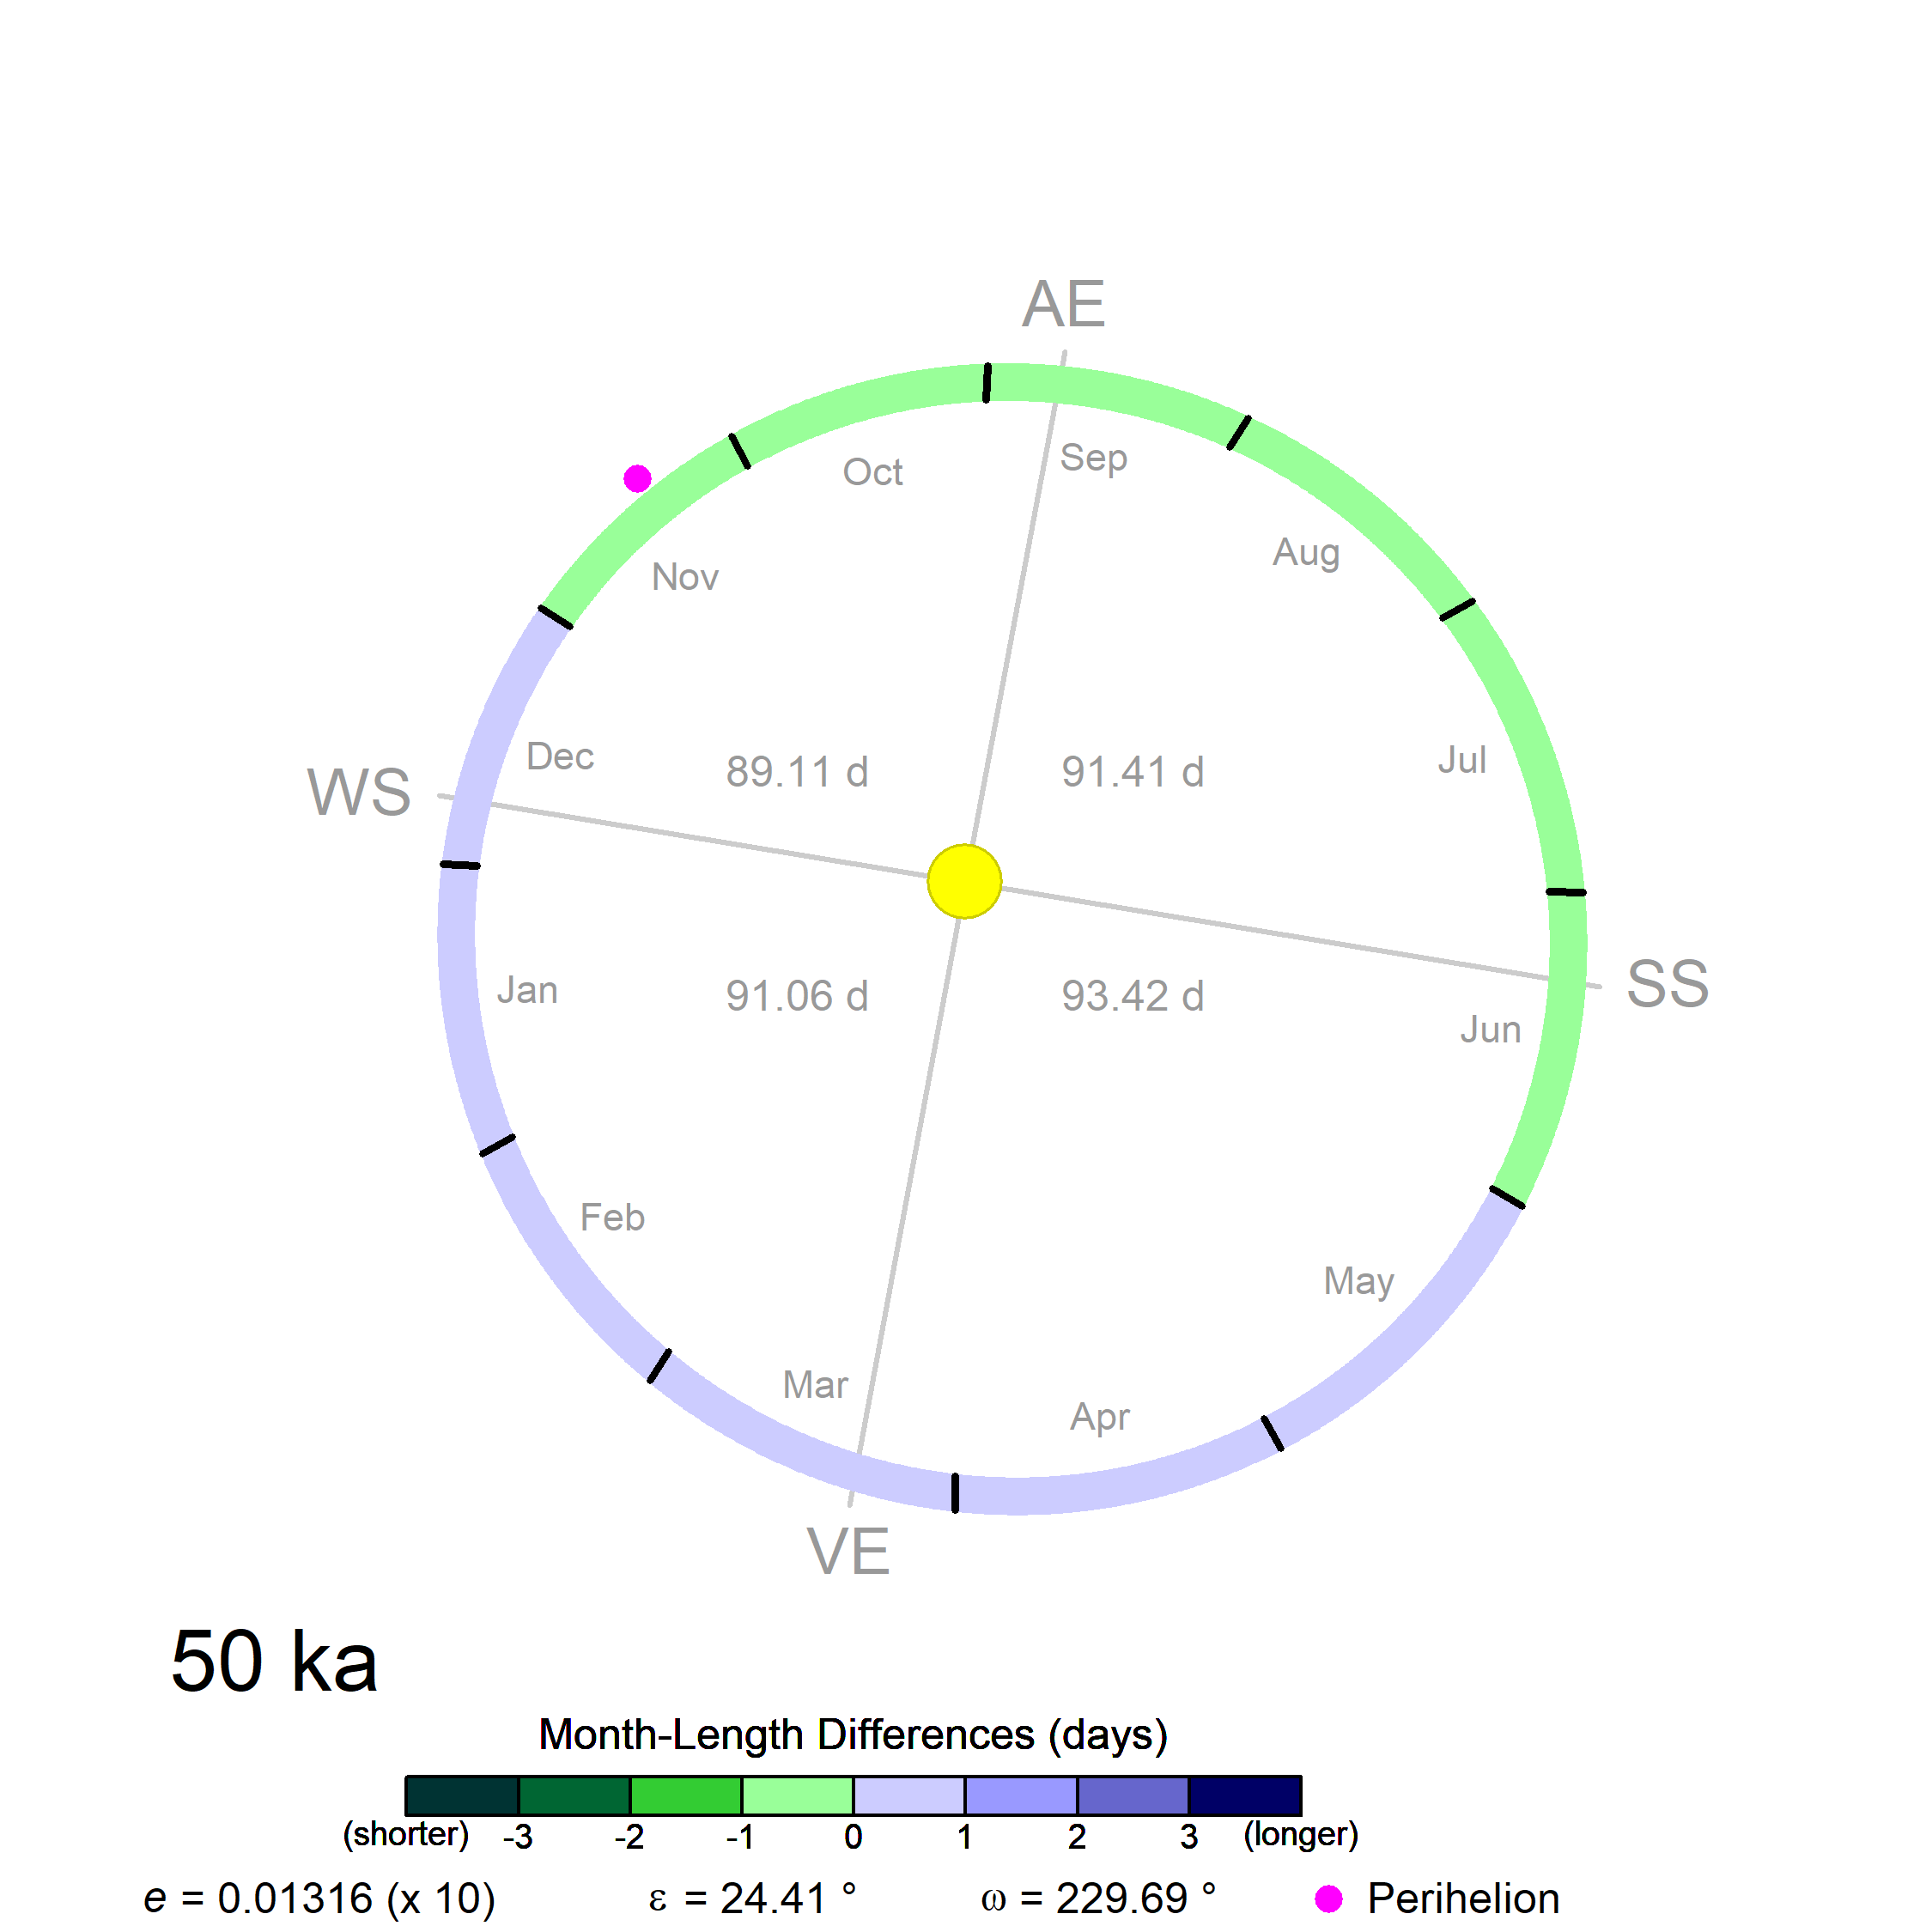 AE
Sep
Oct
Aug
Nov
Dec
89.11 d
91.41 d
Jul
WS
SS
Jan
91.06 d
93.42 d
Jun
Feb
May
Mar
Apr
VE
50 ka
Month-Length Differences (days)
(shorter) -3 -2 -1 0 1 2 3 (longer)
e = 0.01316 (x 10) ε = 24.41 ° ω = 229.69 ° Perihelion